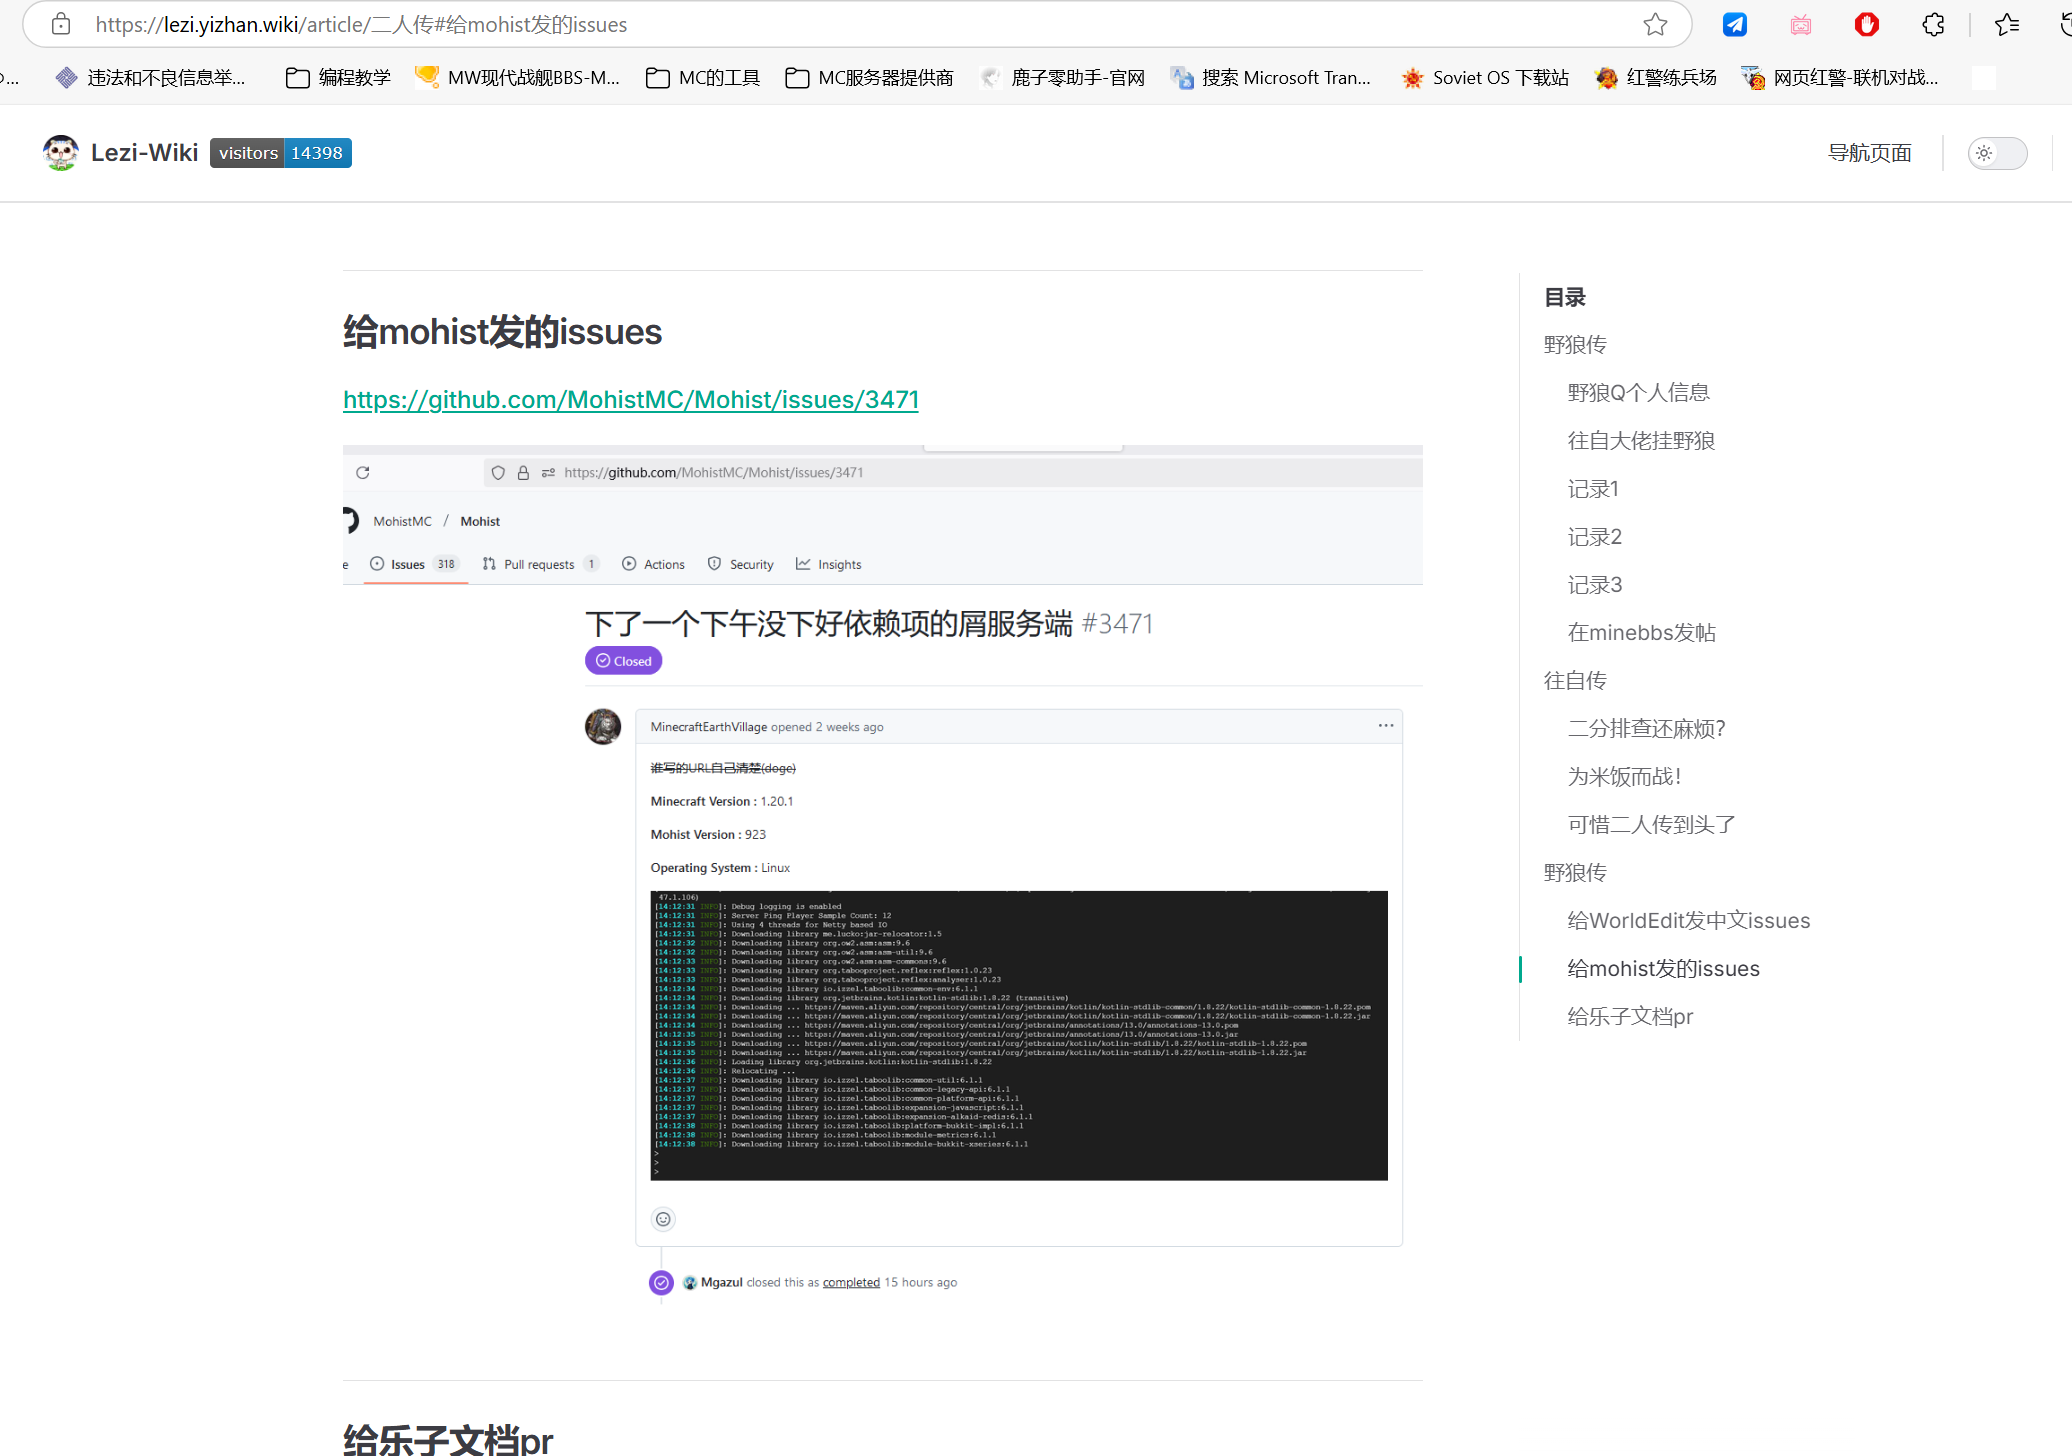 https://lezi.yizhan.wiki/article/二人传#给mohist发的issues
违法和不良信息举...
编程教学
MW现代战舰BBS-M...
MC的工具
MC服务器提供商
鹿子零助手-官网
搜索 Microsoft Tran...
Soviet OS 下载站
红警练兵场
网页红警-联机对战...
Lezi-Wiki
visitors 14398
导航页面
给mohist发的issues
https://github.com/MohistMC/Mohist/issues/3471
https://github.com/MohistMC/Mohist/issues/3471
MohistMC / Mohist
e Issues 318 Pull requests 1 Actions Security Insights
下了一个下午没下好依赖项的屑服务端 #3471
Closed
MinecraftEarthVillage opened 2 weeks ago
谁写的URL自己清楚(doge)
Minecraft Version : 1.20.1
Mohist Version : 923
Operating System : Linux
47.1.106)
[14:12:31 INFO]: Debug logging is enabled
[14:12:31 INFO]: Server Ping Player Sample Count: 12
[14:12:31 INFO]: Using 4 threads for Netty based IO
[14:12:31 INFO]: Downloading library me.lucko:jar-relocator:1.5
[14:12:32 INFO]: Downloading library org.ow2.asm:asm:9.6
[14:12:32 INFO]: Downloading library org.ow2.asm:asm-util:9.6
[14:12:33 INFO]: Downloading library org.ow2.asm:asm-commons:9.6
[14:12:33 INFO]: Downloading library org.tabooproject.reflex:reflex:1.0.23
[14:12:33 INFO]: Downloading library org.tabooproject.reflex:analyser:1.0.23
[14:12:34 INFO]: Downloading library io.izzel.taboolib:common-env:6.1.1
[14:12:34 INFO]: Downloading library org.jetbrains.kotlin:kotlin-stdlib:1.8.22 (transitive)
[14:12:34 INFO]: Downloading ... https://maven.aliyun.com/repository/central/org/jetbrains/kotlin/kotlin-stdlib-common/1.8.22/kotlin-stdlib-common-1.8.22.pom
[14:12:34 INFO]: Downloading ... https://maven.aliyun.com/repository/central/org/jetbrains/kotlin/kotlin-stdlib-common/1.8.22/kotlin-stdlib-common-1.8.22.jar
[14:12:34 INFO]: Downloading ... https://maven.aliyun.com/repository/central/org/jetbrains/annotations/13.0/annotations-13.0.pom
[14:12:35 INFO]: Downloading ... https://maven.aliyun.com/repository/central/org/jetbrains/annotations/13.0/annotations-13.0.jar
[14:12:35 INFO]: Downloading ... https://maven.aliyun.com/repository/central/org/jetbrains/kotlin/kotlin-stdlib/1.8.22/kotlin-stdlib-1.8.22.pom
[14:12:35 INFO]: Downloading ... https://maven.aliyun.com/repository/central/org/jetbrains/kotlin/kotlin-stdlib/1.8.22/kotlin-stdlib-1.8.22.jar
[14:12:36 INFO]: Loading library org.jetbrains.kotlin:kotlin-stdlib:1.8.22
[14:12:36 INFO]: Relocating ...
[14:12:37 INFO]: Downloading library io.izzel.taboolib:common-util:6.1.1
[14:12:37 INFO]: Downloading library io.izzel.taboolib:common-legacy-api:6.1.1
[14:12:37 INFO]: Downloading library io.izzel.taboolib:common-platform-api:6.1.1
[14:12:37 INFO]: Downloading library io.izzel.taboolib:expansion-javascript:6.1.1
[14:12:37 INFO]: Downloading library io.izzel.taboolib:expansion-alkaid-redis:6.1.1
[14:12:38 INFO]: Downloading library io.izzel.taboolib:platform-bukkit-impl:6.1.1
[14:12:38 INFO]: Downloading library io.izzel.taboolib:module-metrics:6.1.1
[14:12:38 INFO]: Downloading library io.izzel.taboolib:module-bukkit-xseries:6.1.1
>
>
>
Mgazul closed this as completed 15 hours ago
给乐子文档pr
目录
野狼传
野狼Q个人信息
往自大佬挂野狼
记录1
记录2
记录3
在minebbs发帖
往自传
二分排查还麻烦？
为米饭而战！
可惜二人传到头了
野狼传
给WorldEdit发中文issues
给mohist发的issues
给乐子文档pr